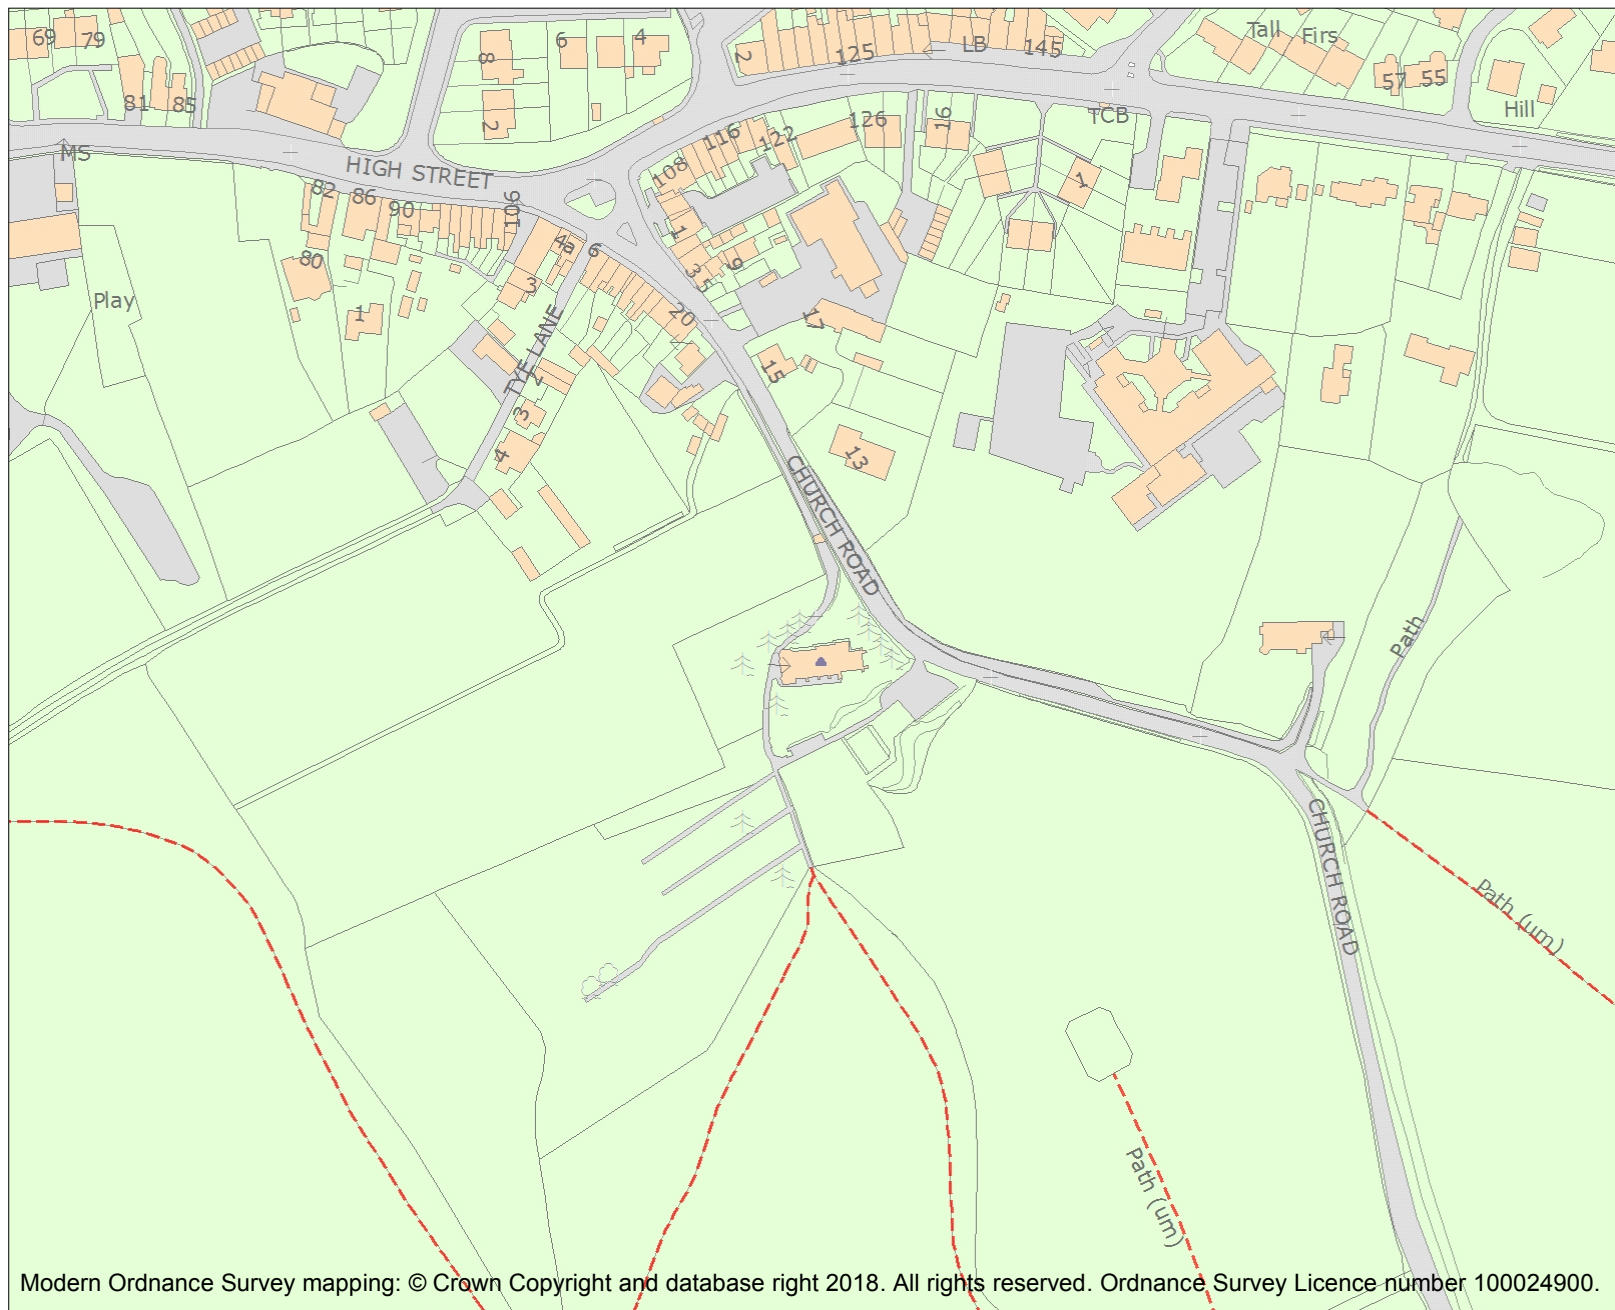 69
79
8
6
4
2
125
LB
145
Tall
Firs
57
55
81
85
2
TCB
Hill
MS
HIGH STREET
108
116
122
126
16
82
86
90
106
1
1
80
4a
6
3
35
9
Play
1
TYE LANE
20
17
2
15
3
4
13
CHURCH ROAD
Path
CHURCH ROAD
Path (um)
Path (um)
Modern Ordnance Survey mapping: © Crown Copyright and database right 2018. All rights reserved. Ordnance Survey Licence number 100024900.